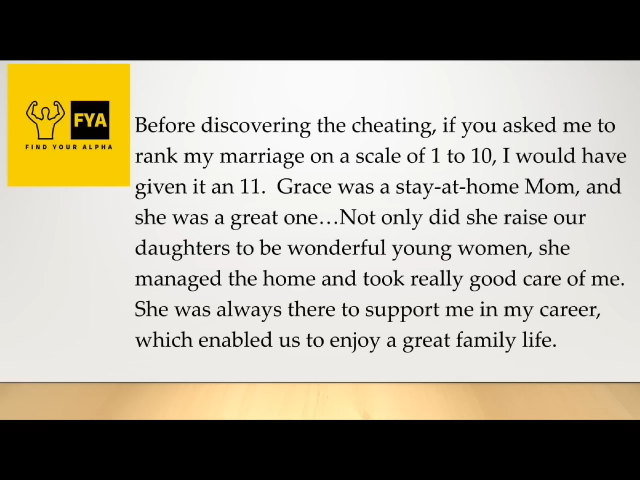 FYA
FIND YOUR ALPHA
Before discovering the cheating, if you asked me to
rank my marriage on a scale of 1 to 10, I would have
given it an 11.  Grace was a stay-at-home Mom, and
she was a great one…Not only did she raise our
daughters to be wonderful young women, she
managed the home and took really good care of me.
She was always there to support me in my career,
which enabled us to enjoy a great family life.